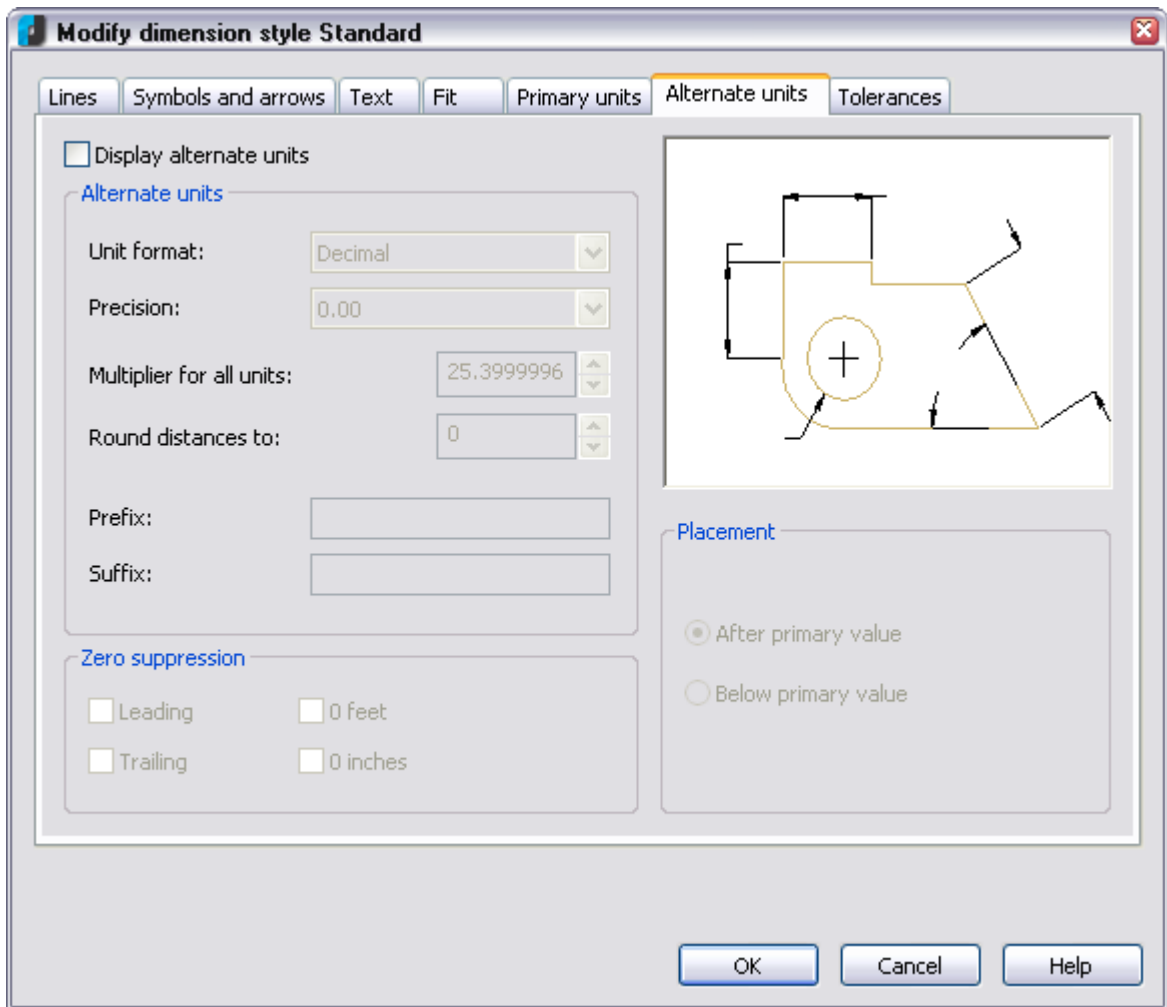 Modify dimension style Standard
Lines Symbols and arrows Text Fit Primary units Alternate units Tolerances
Display alternate units
Alternate units
Unit format: Decimal
Precision: 0.00
Multiplier for all units: 25.3999996
Round distances to: 0
Prefix:
Suffix:
Zero suppression
Leading 0 feet
Trailing 0 inches
Placement
After primary value
Below primary value
OK Cancel Help